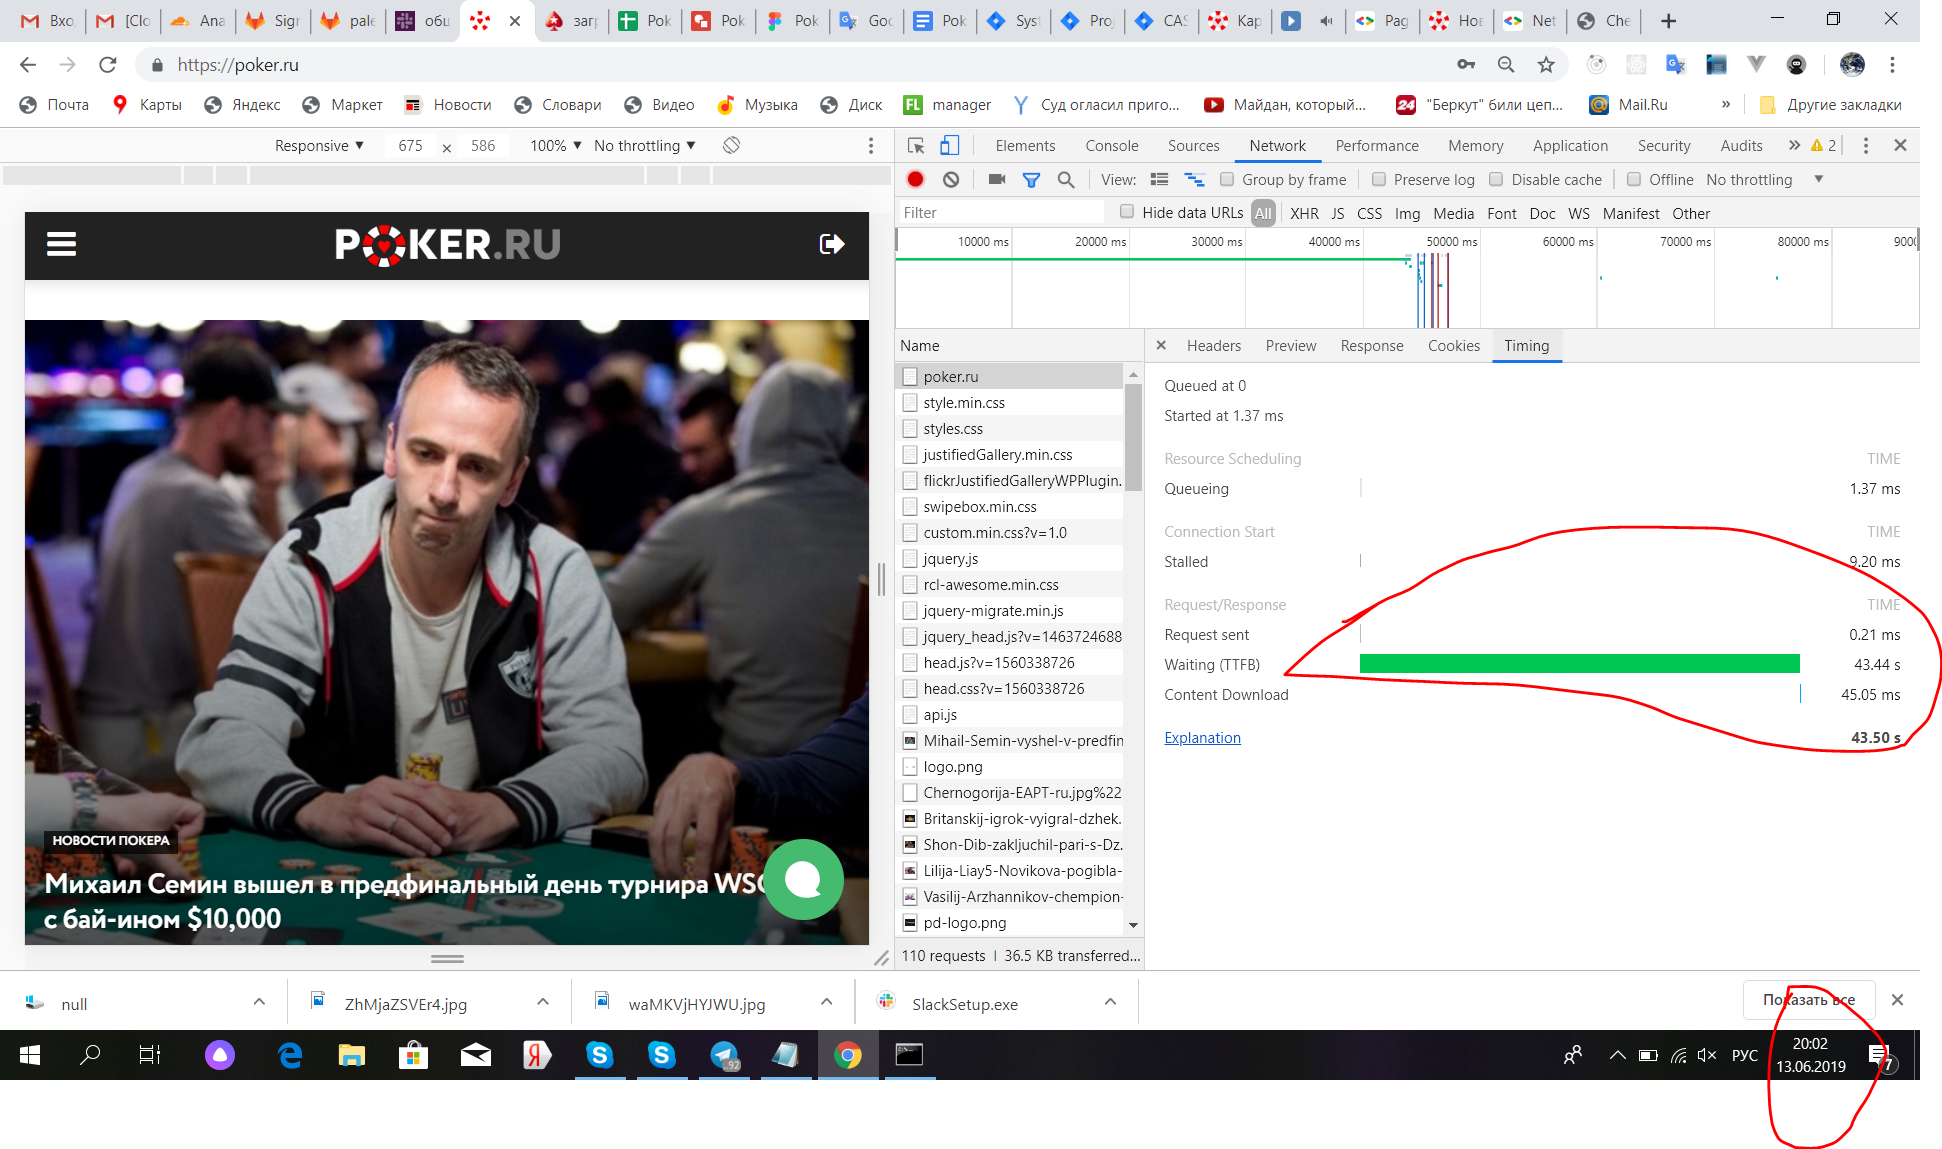 Вхо
[Clo
Ana
Sigr
pale
общ
загр
Pok
Pok
Pok
Goc
Pok
Syst
Proj
CAS
Кар
Pag
Нов
Net
Che
https://poker.ru
Почта
Карты
Яндекс
Маркет
Новости
Словари
Видео
Музыка
Диск
FL manager
Суд огласил приго...
Майдан, который...
24 "Беркут" били цеп...
Mail.Ru
»
Другие закладки
Responsive ▼ 675 × 586 100% ▼ No throttling ▼
Elements Console Sources Network Performance Memory Application Security Audits » 2
View: Group by frame Preserve log Disable cache Offline No throttling ▼
Filter Hide data URLs All XHR JS CSS Img Media Font Doc WS Manifest Other
10000 ms 20000 ms 30000 ms 40000 ms 50000 ms 60000 ms 70000 ms 80000 ms 9000
POKER.RU
НОВОСТИ ПОКЕРА
Михаил Семин вышел в предфинальный день турнира WSO
с бай-ином $10,000
Name
poker.ru
style.min.css
styles.css
justifiedGallery.min.css
flickrJustifiedGalleryWPPlugin.
swipebox.min.css
custom.min.css?v=1.0
jquery.js
rcl-awesome.min.css
jquery-migrate.min.js
jquery_head.js?v=1463724688
head.js?v=1560338726
head.css?v=1560338726
api.js
Mihail-Semin-vyshel-v-predfin
logo.png
Chernogorija-EAPT-ru.jpg%22
Britanskij-igrok-vyigral-dzhek.
Shon-Dib-zakljuchil-pari-s-Dz.
Lilija-Liay5-Novikova-pogibla-
Vasilij-Arzhannikov-chempion-
pd-logo.png
110 requests 36.5 KB transferred...
× Headers Preview Response Cookies Timing
Queued at 0
Started at 1.37 ms
Resource Scheduling TIME
Queueing 1.37 ms
Connection Start TIME
Stalled 9.20 ms
Request/Response TIME
Request sent 0.21 ms
Waiting (TTFB) 43.44 s
Content Download 45.05 ms
Explanation 43.50 s
null
ZhMjaZSVEr4.jpg
waMKVjHYJWU.jpg
SlackSetup.exe
Показать все
92
РУС
20:02
13.06.2019
7